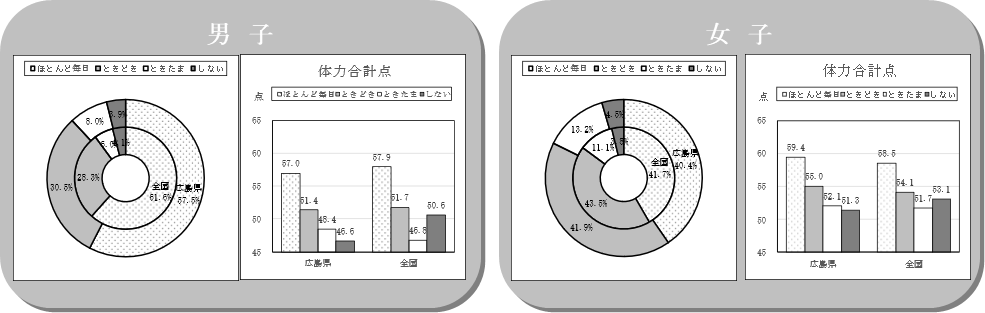 男 子
ほとんど毎日 ときどき ときたま しない
8.0%
30.5%
28.3%
全国
61.6%
広島県
57.5%
体力合計点
点
ほとんど毎日 ときどき ときたま しない
65
60
55
50
45
57.0
51.4
48.4
46.6
57.9
51.7
46.8
50.6
広島県
全国
女 子
ほとんど毎日 ときどき ときたま しない
4.5%
13.2%
11.1%
43.5%
41.9%
全国
41.7%
広島県
40.4%
体力合計点
点
ほとんど毎日 ときどき ときたま しない
65
60
55
50
45
59.4
55.0
52.1
51.3
58.5
54.1
51.7
53.1
広島県
全国